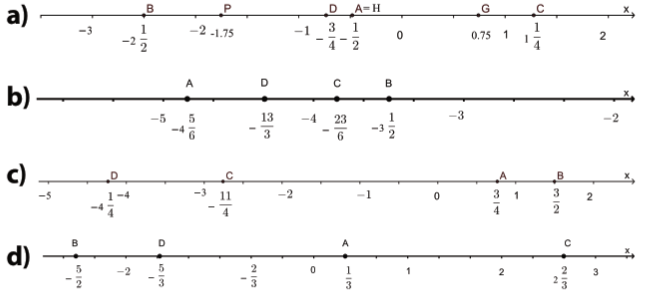 a)
B P D A=H G C x
-3 -2 1/2 -2 -1.75 -1 -3/4 -1/2 0 0.75 1 1 1/4 2
b)
A D C B x
-5 -4 5/6 -13/3 -4 -23/6 -3 1/2 -3 -2
c)
D C A B x
-5 -4 1/4 -4 -3 -11/4 -2 -1 0 3/4 1 3/2 2
d)
B D A C x
-5/2 -2 -5/3 -2/3 0 1/3 1 2 2 2/3 3